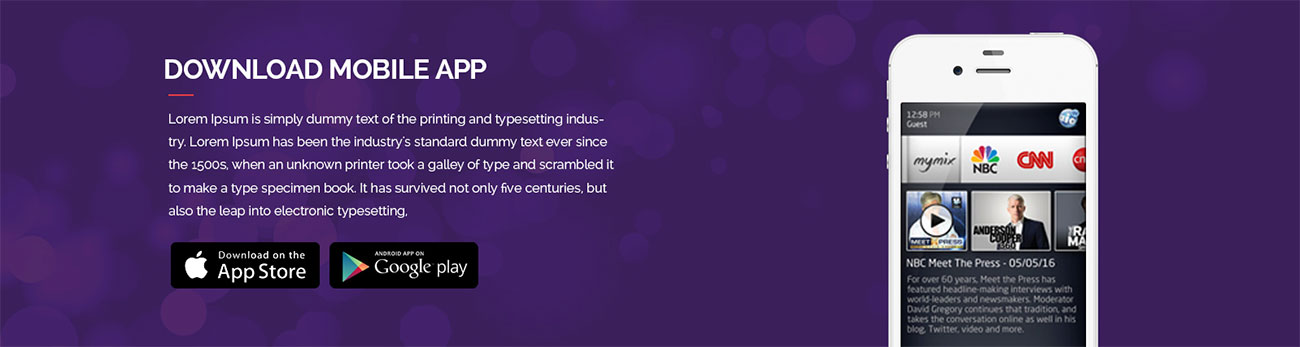 DOWNLOAD MOBILE APP
Lorem Ipsum is simply dummy text of the printing and typesetting indus-
try. Lorem Ipsum has been the industry's standard dummy text ever since
the 1500s, when an unknown printer took a galley of type and scrambled it
to make a type specimen book. It has survived not only five centuries, but
also the leap into electronic typesetting,
Download on the
App Store
ANDROID APP ON
Google play
12:58 PM
Guest
mymix NBC CNN
MEET PRESS
ANDERSON
COOPER
360
NBC Meet The Press - 05/05/16
For over 60 years, Meet the Press has
featured headline-making interviews with
world-leaders and newsmakers. Moderator
David Gregory continues that tradition, and
takes the conversation online as well in his
blog, Twitter, video and more.